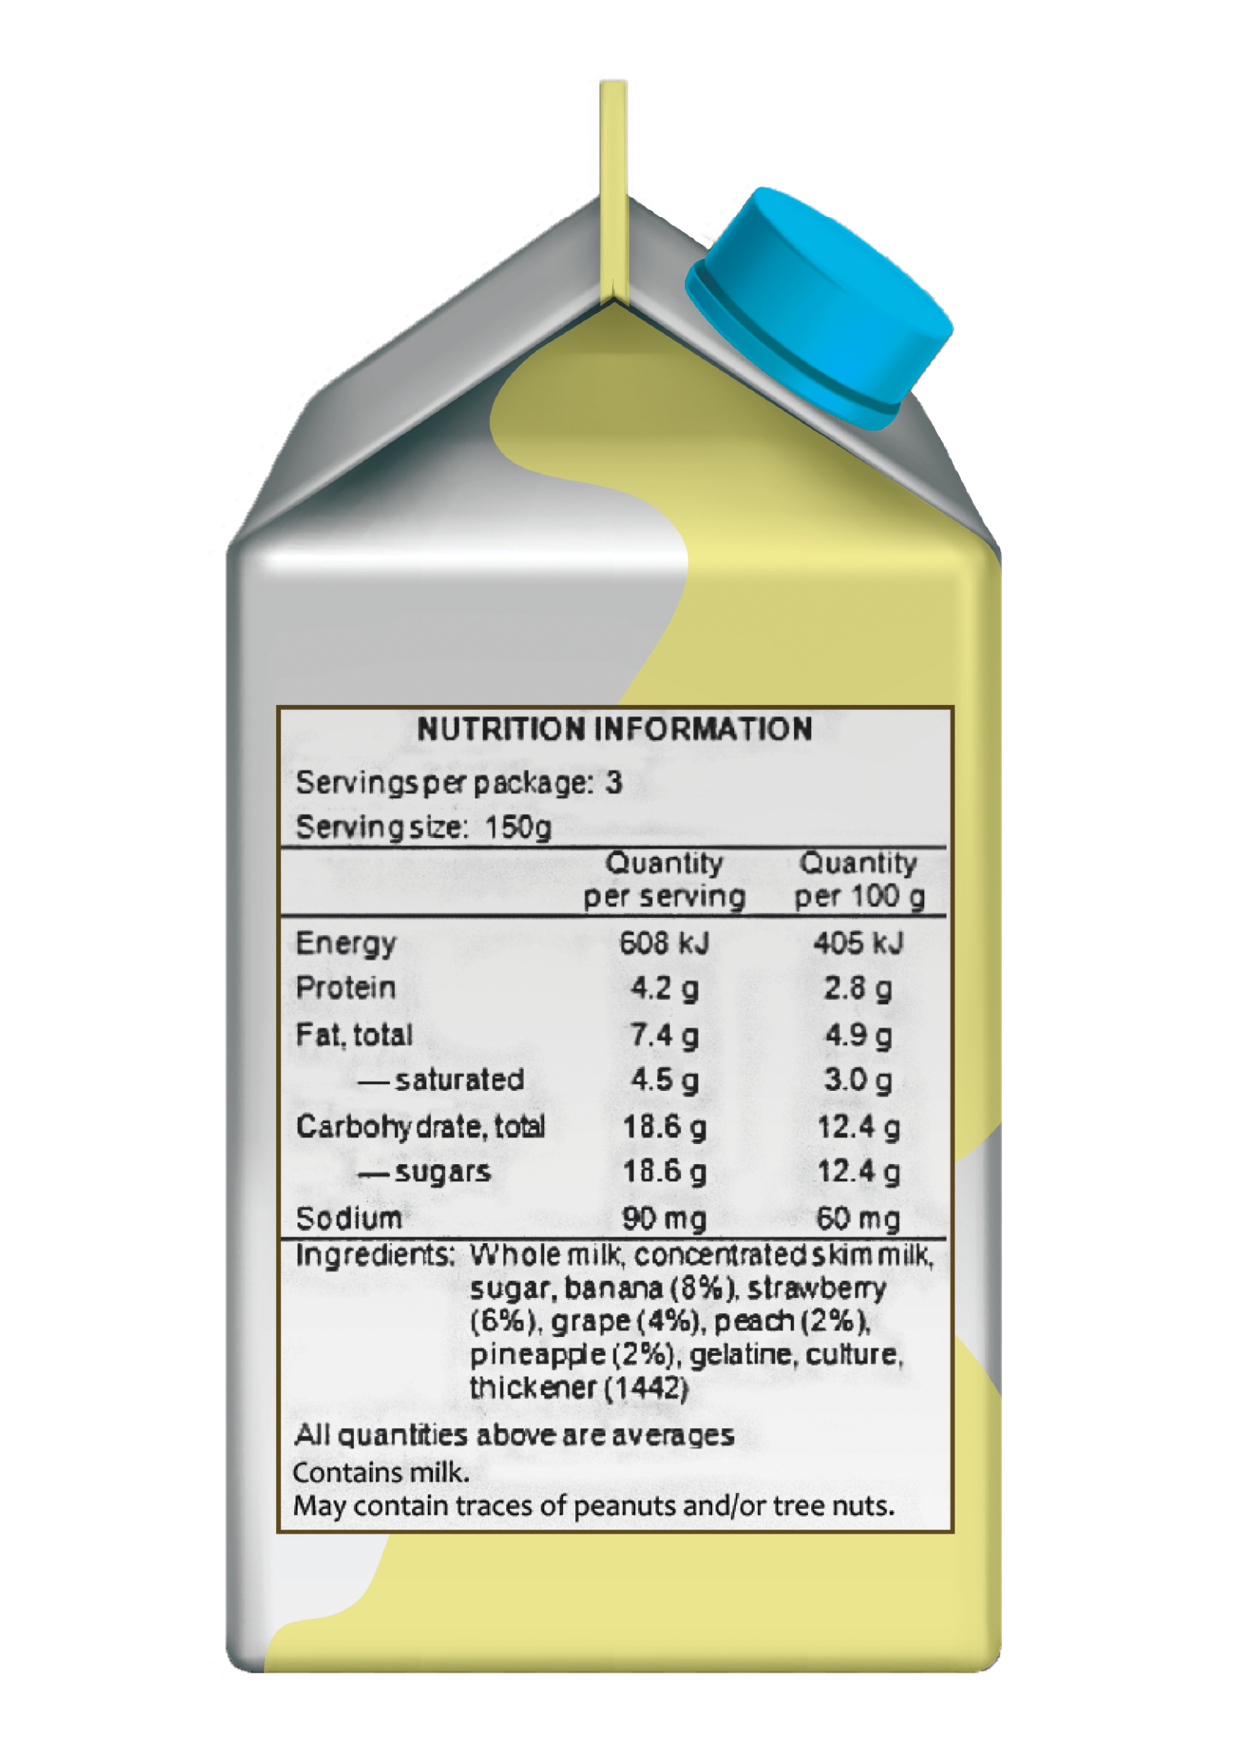 NUTRITION INFORMATION
Servings per package: 3
Serving size: 150g
Quantity per serving Quantity per 100 g
Energy 608 kJ 405 kJ
Protein 4.2 g 2.8 g
Fat, total 7.4 g 4.9 g
— saturated 4.5 g 3.0 g
Carbohydrate, total 18.6 g 12.4 g
— sugars 18.6 g 12.4 g
Sodium 90 mg 60 mg
Ingredients: Whole milk, concentrated skim milk,
sugar, banana (8%), strawberry
(6%), grape (4%), peach (2%),
pineapple (2%), gelatine, culture,
thickener (1442)
All quantities above are averages
Contains milk.
May contain traces of peanuts and/or tree nuts.